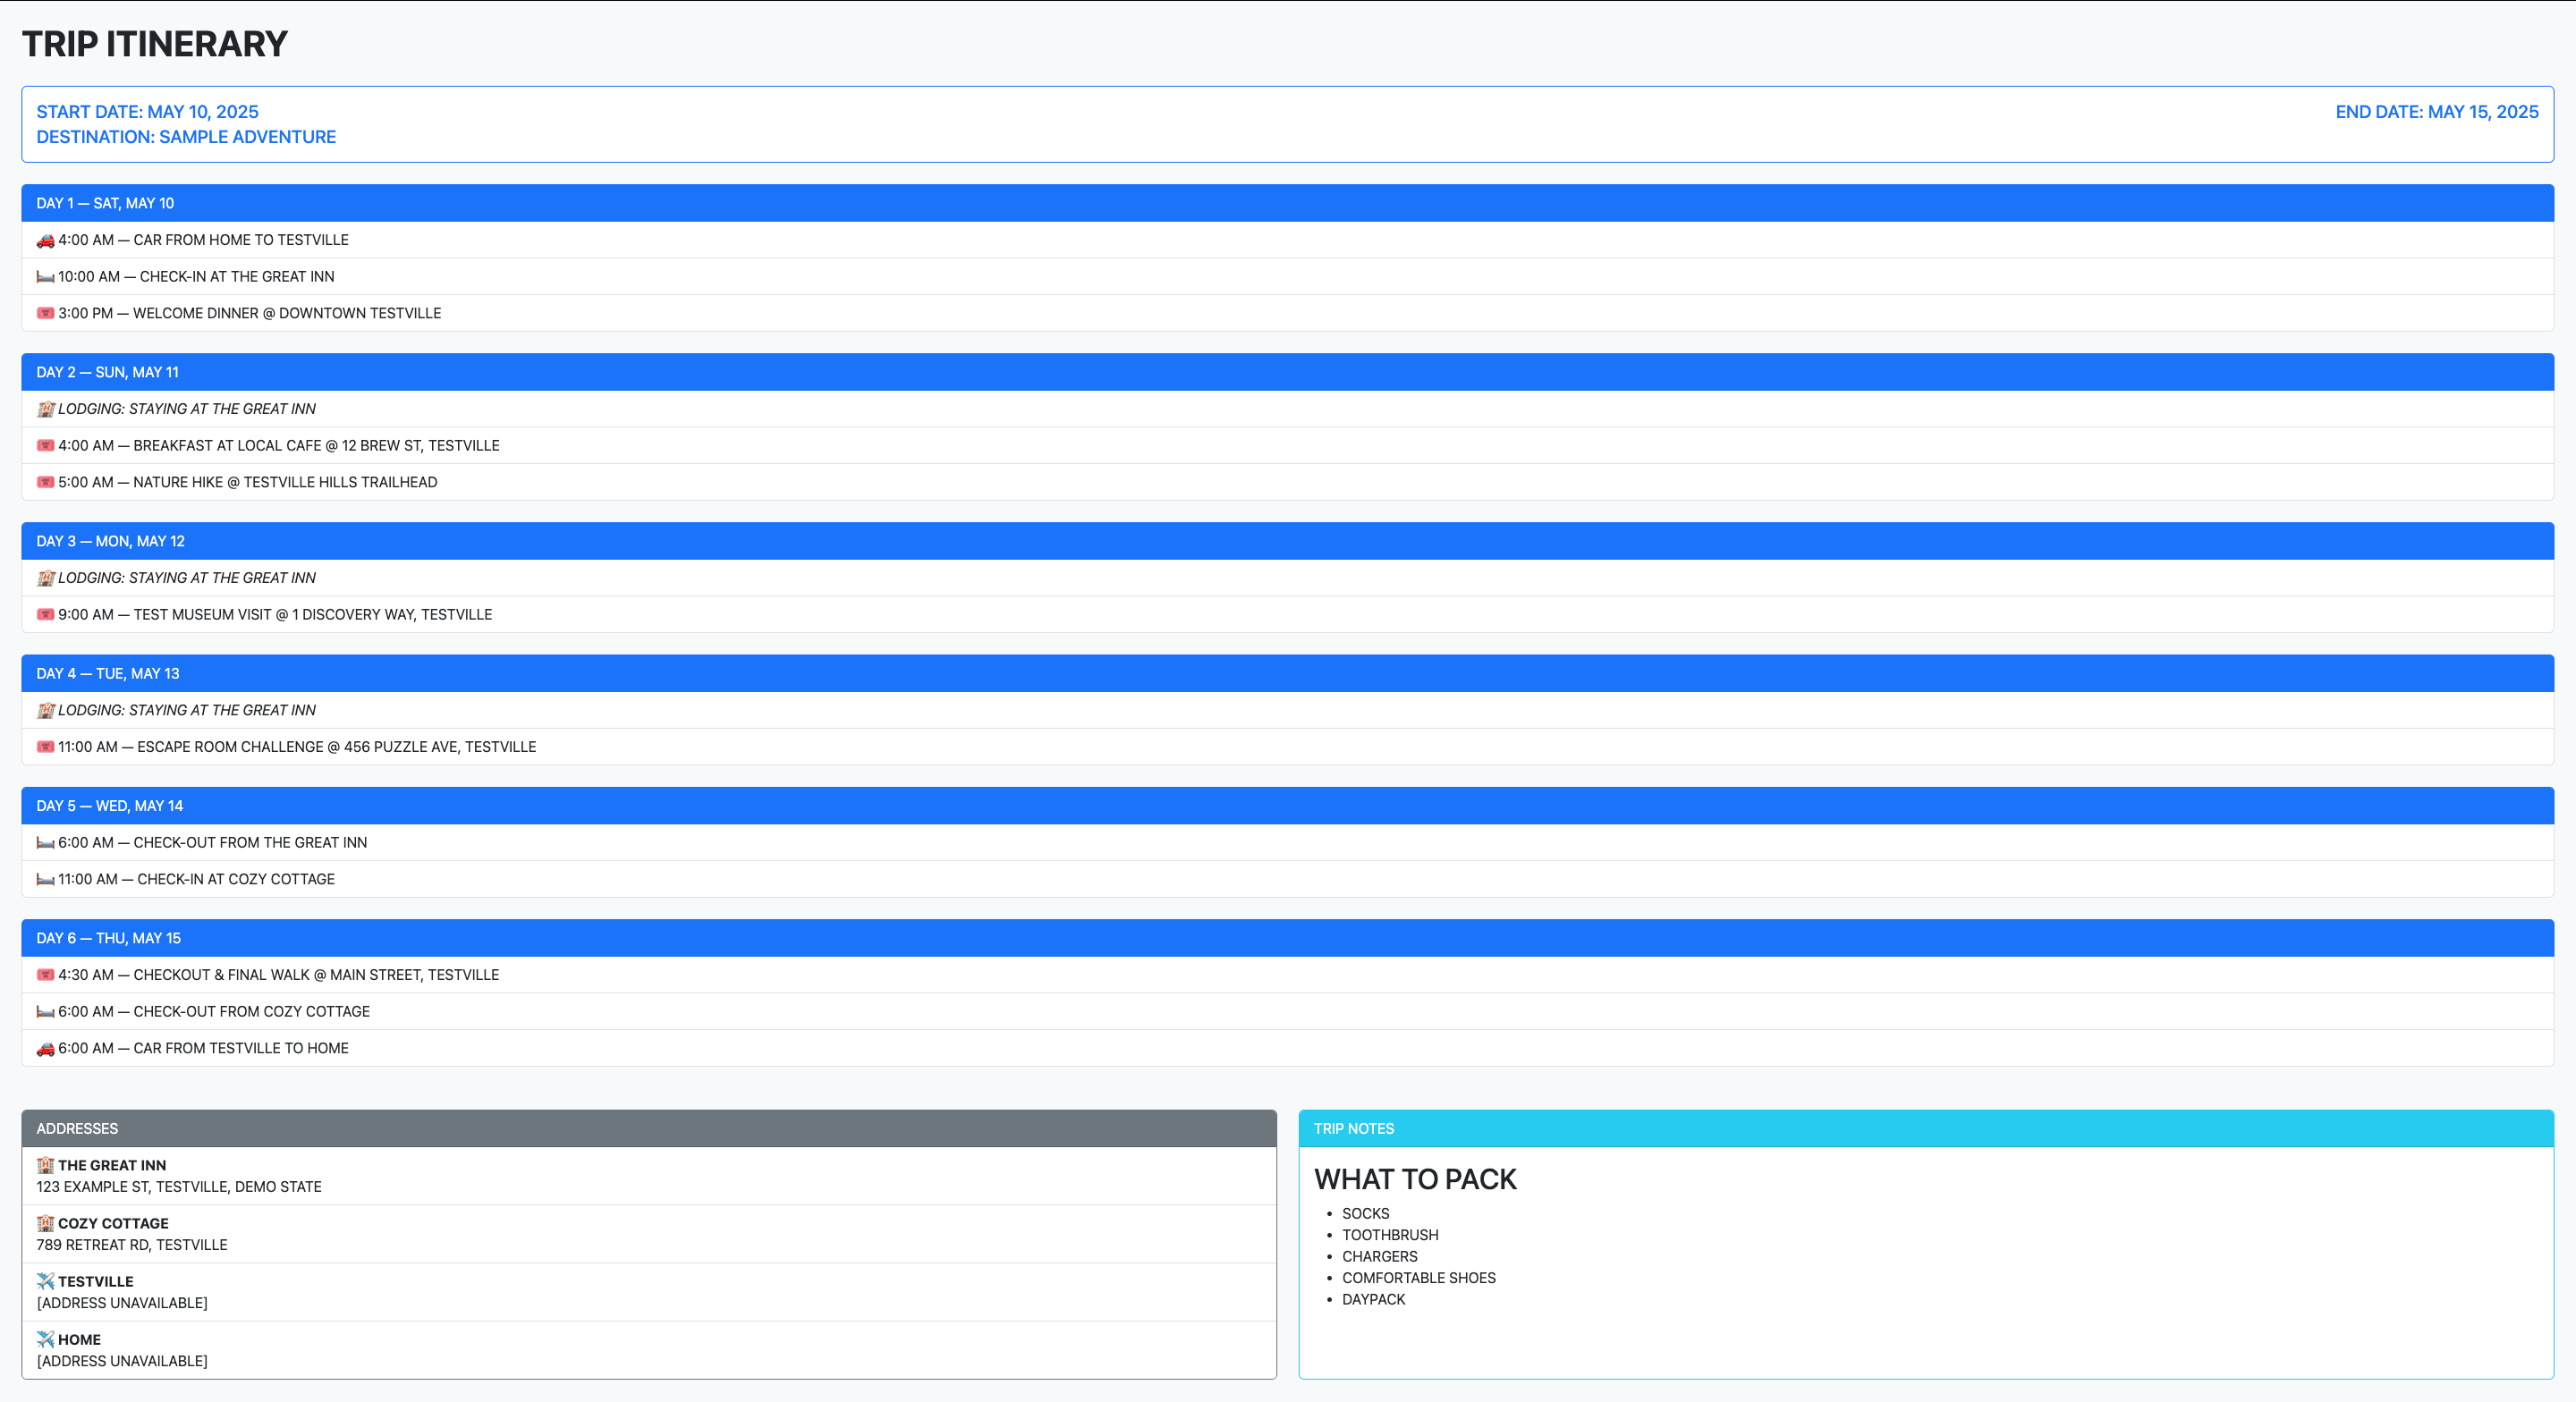 TRIP ITINERARY
START DATE: MAY 10, 2025
END DATE: MAY 15, 2025
DESTINATION: SAMPLE ADVENTURE
DAY 1 — SAT, MAY 10
4:00 AM — CAR FROM HOME TO TESTVILLE
10:00 AM — CHECK-IN AT THE GREAT INN
3:00 PM — WELCOME DINNER @ DOWNTOWN TESTVILLE
DAY 2 — SUN, MAY 11
LODGING: STAYING AT THE GREAT INN
4:00 AM — BREAKFAST AT LOCAL CAFE @ 12 BREW ST, TESTVILLE
5:00 AM — NATURE HIKE @ TESTVILLE HILLS TRAILHEAD
DAY 3 — MON, MAY 12
LODGING: STAYING AT THE GREAT INN
9:00 AM — TEST MUSEUM VISIT @ 1 DISCOVERY WAY, TESTVILLE
DAY 4 — TUE, MAY 13
LODGING: STAYING AT THE GREAT INN
11:00 AM — ESCAPE ROOM CHALLENGE @ 456 PUZZLE AVE, TESTVILLE
DAY 5 — WED, MAY 14
6:00 AM — CHECK-OUT FROM THE GREAT INN
11:00 AM — CHECK-IN AT COZY COTTAGE
DAY 6 — THU, MAY 15
4:30 AM — CHECKOUT & FINAL WALK @ MAIN STREET, TESTVILLE
6:00 AM — CHECK-OUT FROM COZY COTTAGE
6:00 AM — CAR FROM TESTVILLE TO HOME
ADDRESSES
THE GREAT INN
123 EXAMPLE ST, TESTVILLE, DEMO STATE
COZY COTTAGE
789 RETREAT RD, TESTVILLE
TESTVILLE
[ADDRESS UNAVAILABLE]
HOME
[ADDRESS UNAVAILABLE]
TRIP NOTES
WHAT TO PACK
• SOCKS
• TOOTHBRUSH
• CHARGERS
• COMFORTABLE SHOES
• DAYPACK